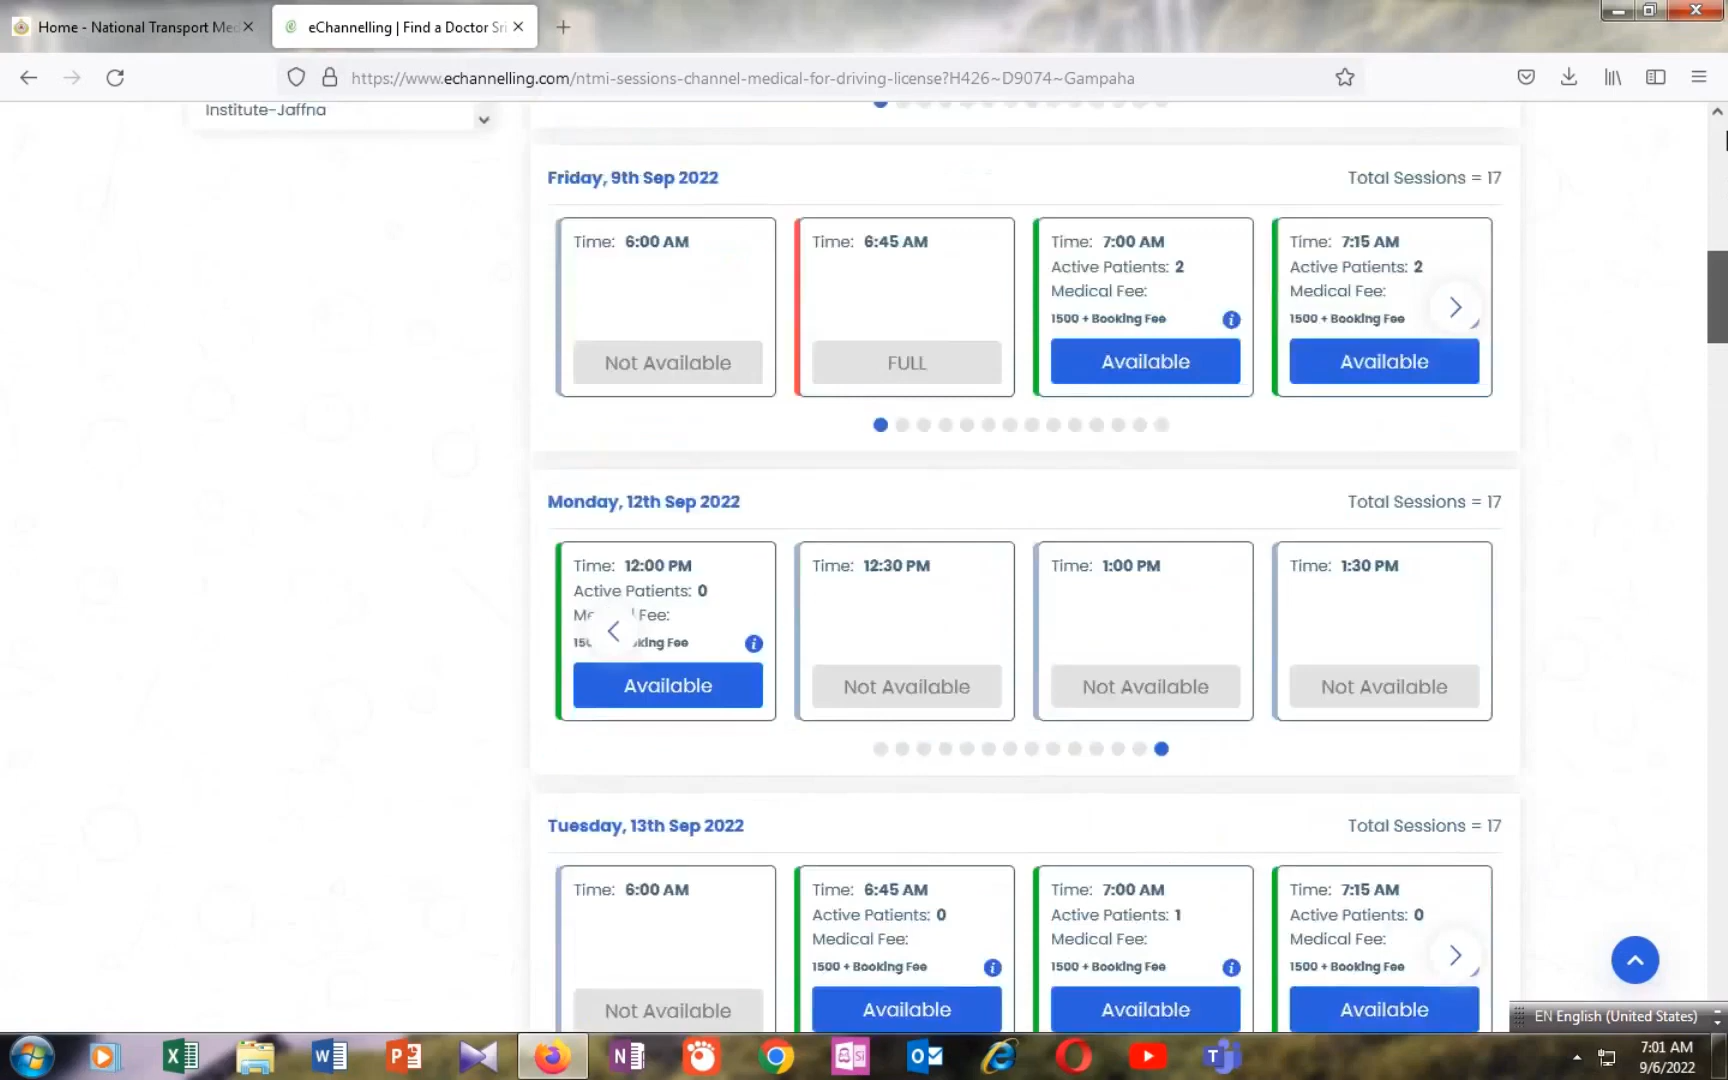 Home - National Transport Med
eChannelling | Find a Doctor Sri
https://www.echannelling.com/ntmi-sessions-channel-medical-for-driving-license?H426~D9074~Gampaha
Institute-Jaffna
Friday, 9th Sep 2022
Total Sessions = 17
Time: 6:00 AM
Not Available
Time: 6:45 AM
FULL
Time: 7:00 AM
Active Patients: 2
Medical Fee:
1500 + Booking Fee
Available
Time: 7:15 AM
Active Patients: 2
Medical Fee:
1500 + Booking Fee
Available
Monday, 12th Sep 2022
Total Sessions = 17
Time: 12:00 PM
Active Patients: 0
Fee:
Fee
Available
Time: 12:30 PM
Not Available
Time: 1:00 PM
Not Available
Time: 1:30 PM
Not Available
Tuesday, 13th Sep 2022
Total Sessions = 17
Time: 6:00 AM
Not Available
Time: 6:45 AM
Active Patients: 0
Medical Fee:
1500 + Booking Fee
Available
Time: 7:00 AM
Active Patients: 1
Medical Fee:
1500 + Booking Fee
Available
Time: 7:15 AM
Active Patients: 0
Medical Fee:
1500 + Booking Fee
Available
EN English (United States)
7:01 AM
9/6/2022